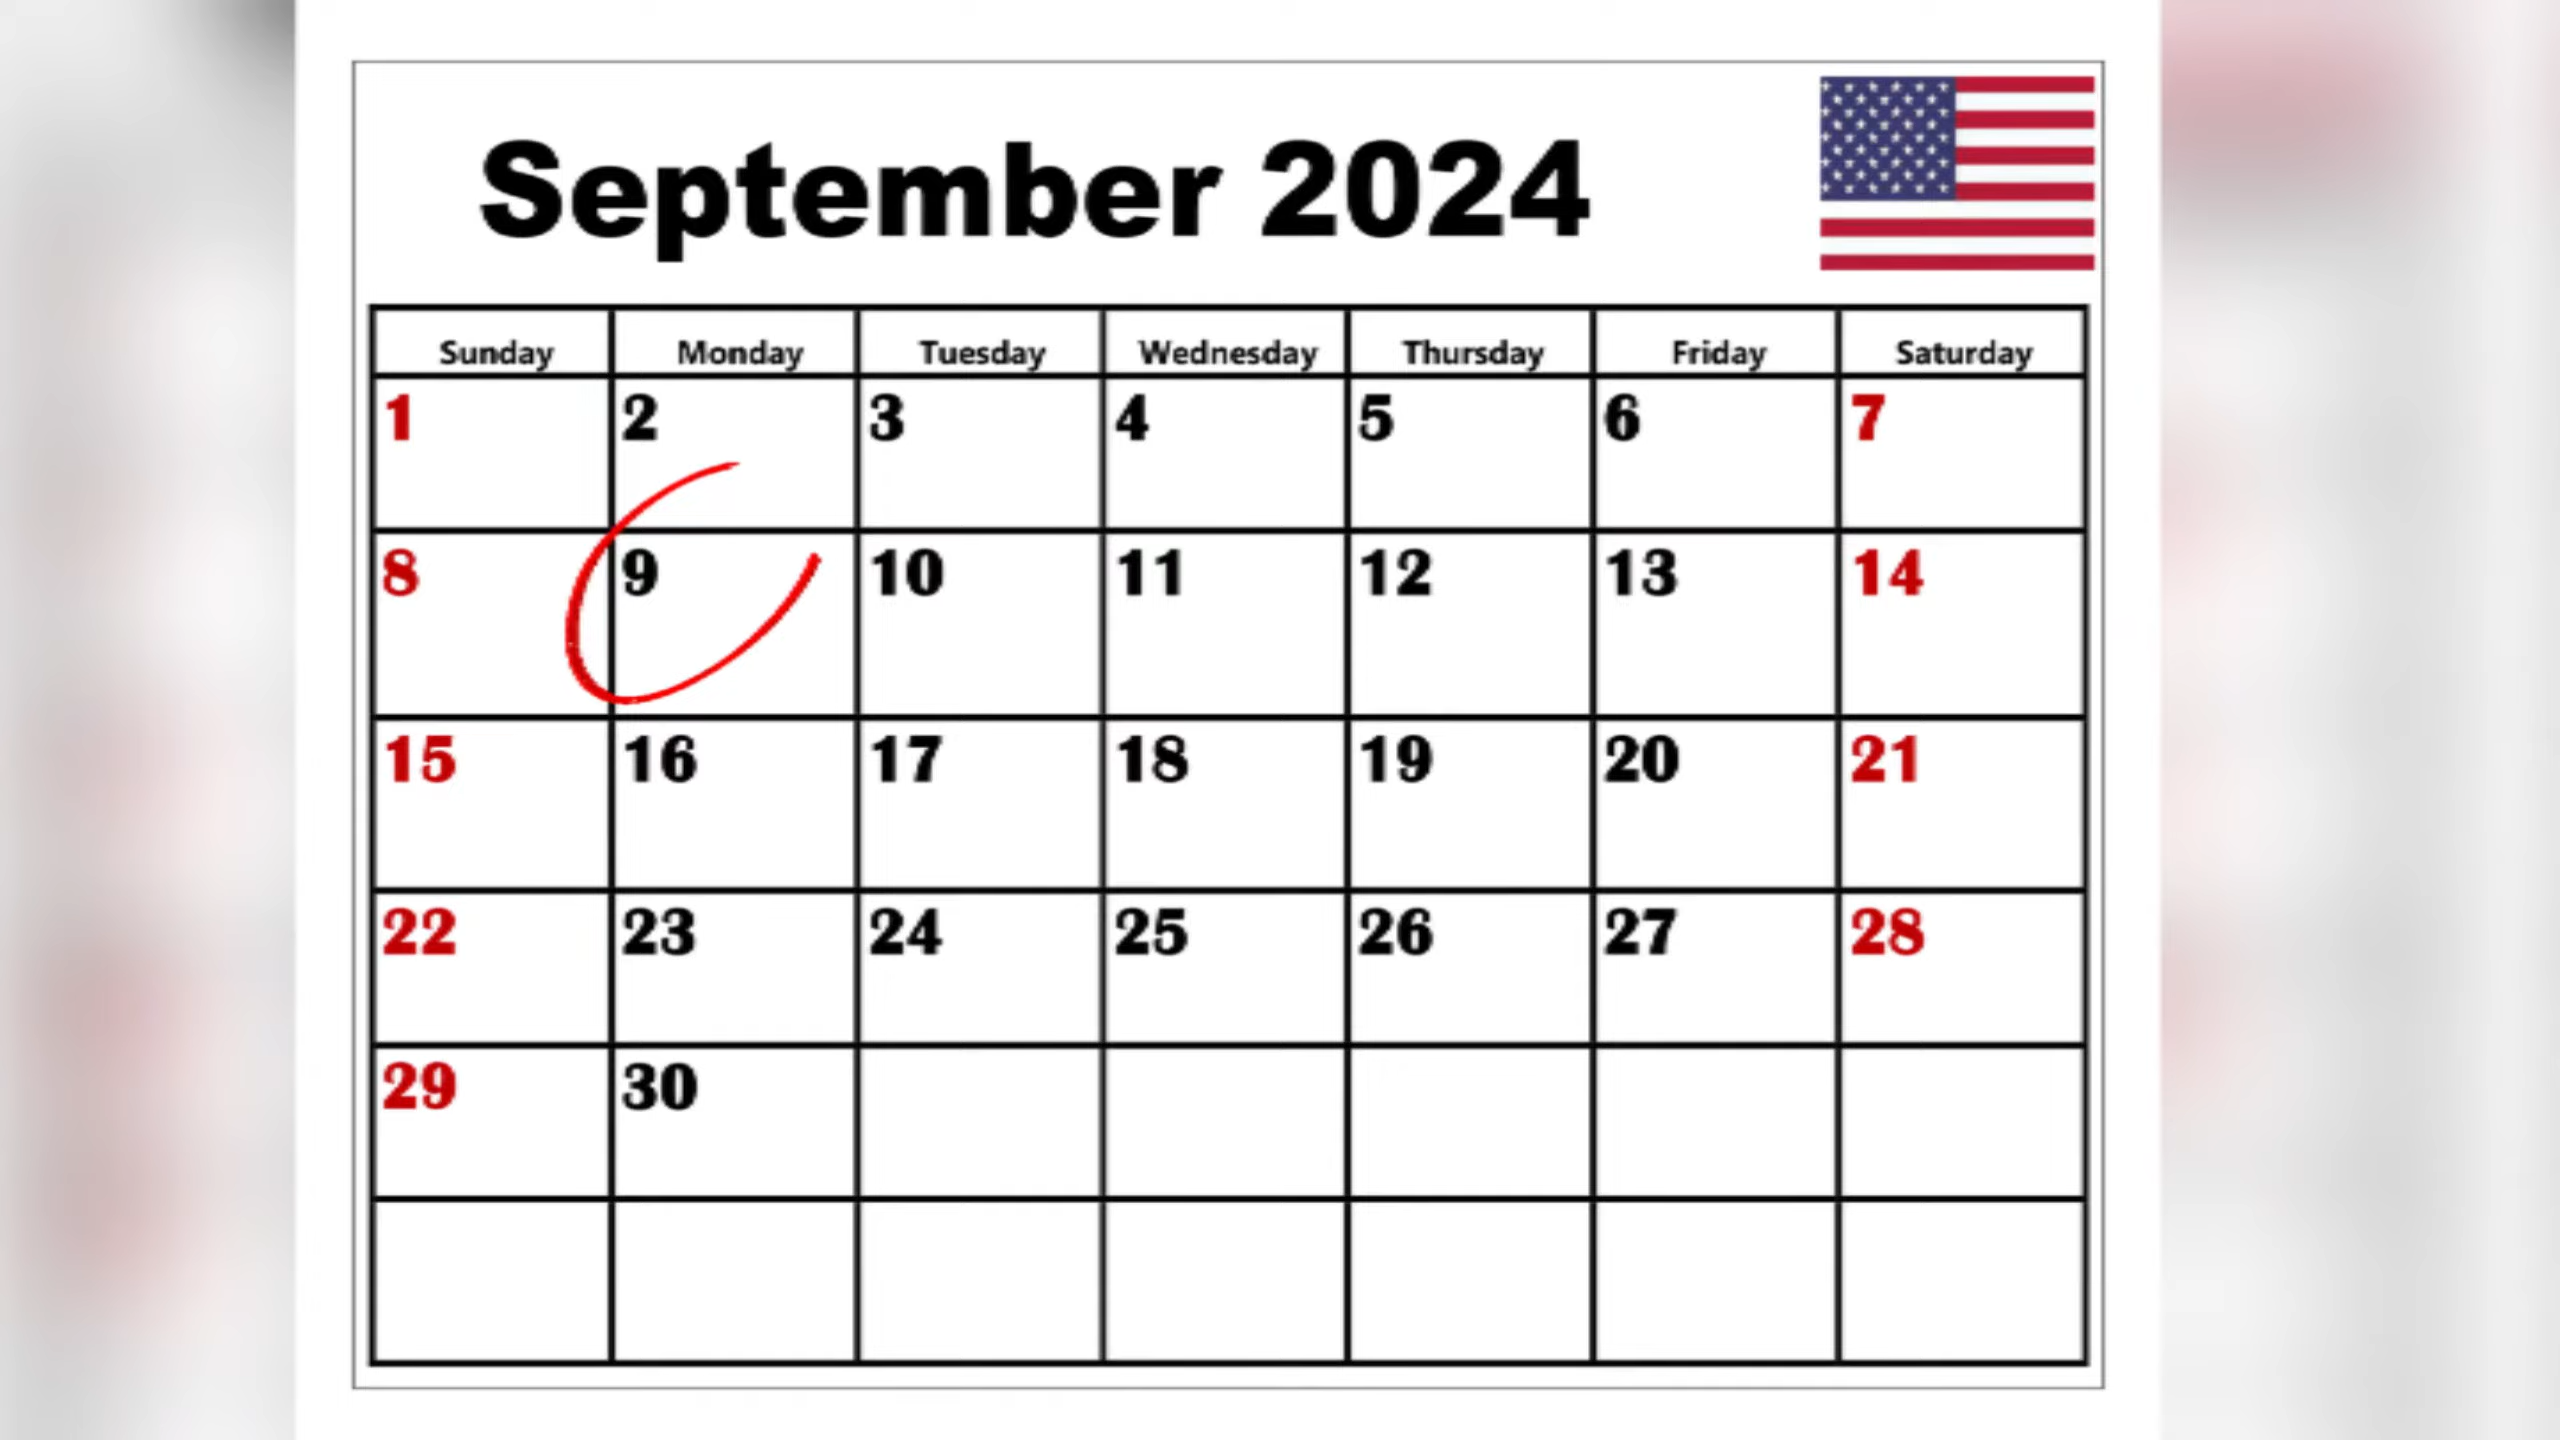 September 2024
Sunday Monday Tuesday Wednesday Thursday Friday Saturday
1 2 3 4 5 6 7
8 9 10 11 12 13 14
15 16 17 18 19 20 21
22 23 24 25 26 27 28
29 30